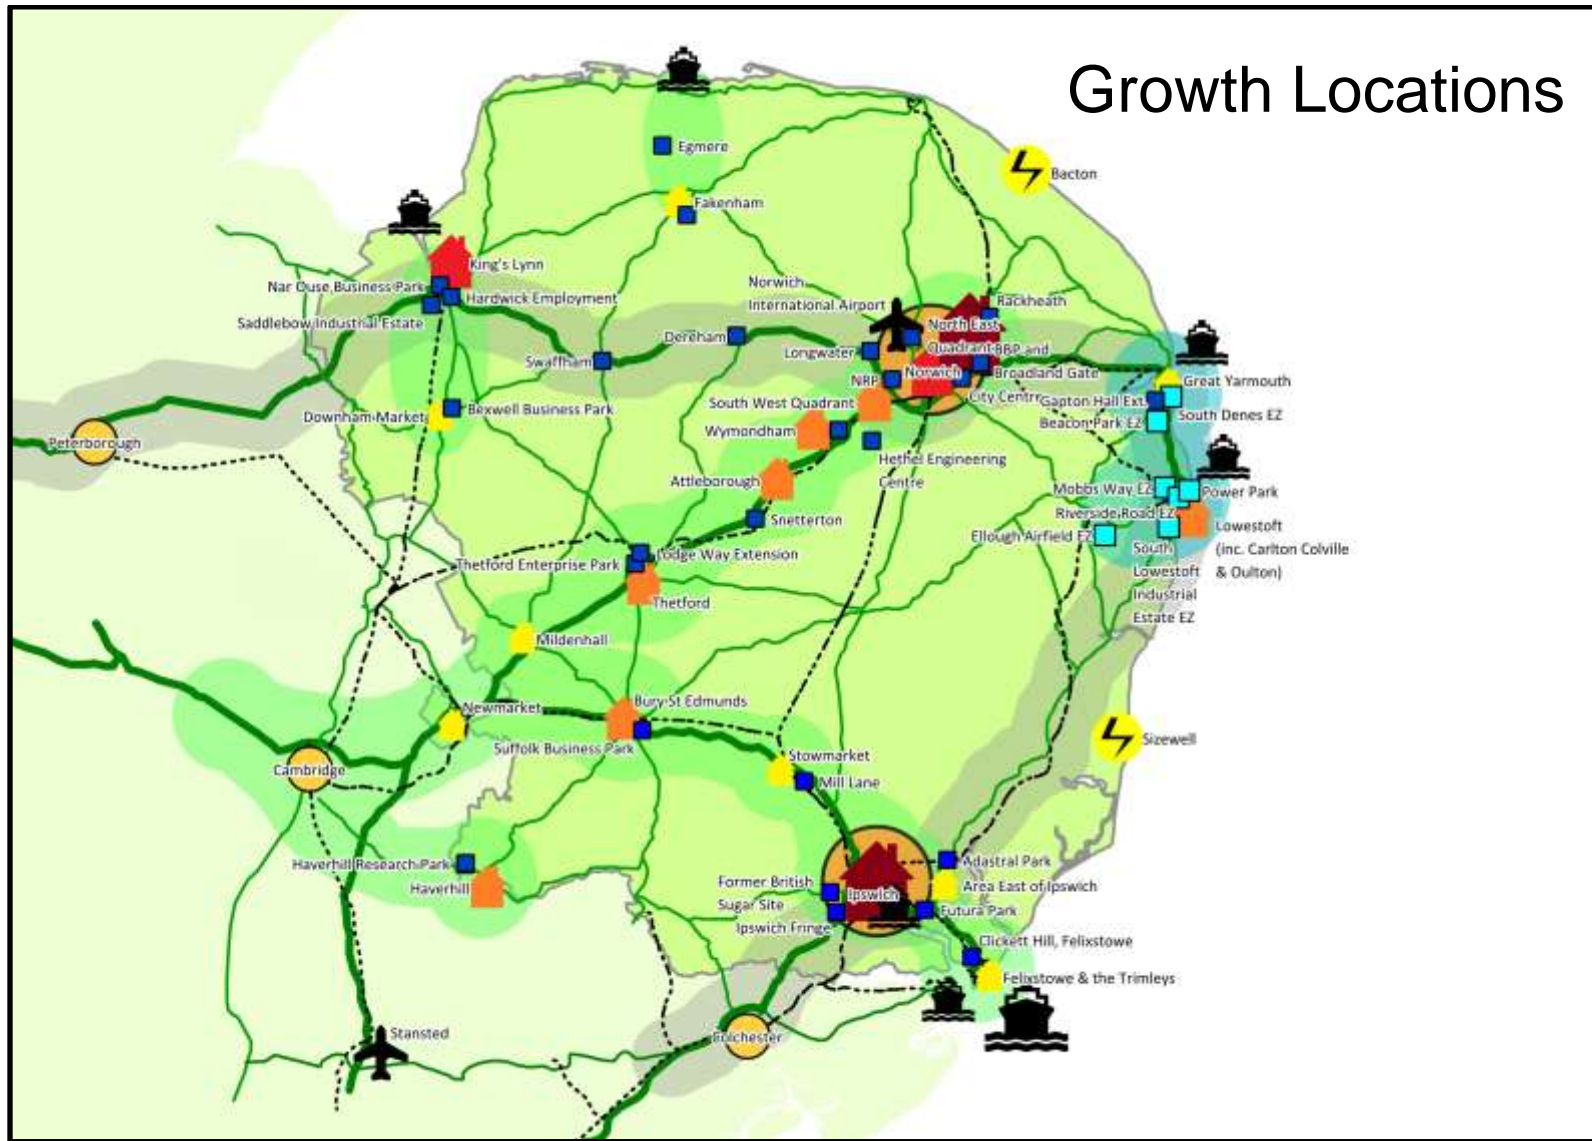 Growth Locations
Egmere
Bacton
Fakenham
King's Lynn
Nar Ouse Business Park
Hardwick Employment
Saddlebow Industrial Estate
Norwich
International Airport
Rackheath
North East
Quadrant
BBP and
Broadland Gate
Dereham
Longwater
Swaffham
NRP
Norwich
City Centre
Great Yarmouth
Gapton Hall Ext.
South Denes EZ
Beacon Park EZ
Downham Market
Bexwell Business Park
South West Quadrant
Wymondham
Peterborough
Hethel Engineering
Centre
Attleborough
Mobbs Way EZ
Power Park
Riverside Road EZ
Snetterton
Ellough Airfield EZ
Lowestoft
(inc. Carlton Colville
& Oulton)
South
Lowestoft
Industrial
Estate EZ
Lodge Way Extension
Thetford Enterprise Park
Thetford
Mildenhall
Newmarket
Bury St Edmunds
Suffolk Business Park
Sizewell
Stowmarket
Mill Lane
Cambridge
Haverhill Research Park
Haverhill
Adastral Park
Former British
Sugar Site
Ipswich
Area East of Ipswich
Ipswich Fringe
Futura Park
Clickett Hill, Felixstowe
Felixstowe & the Trimleys
Stansted
Colchester